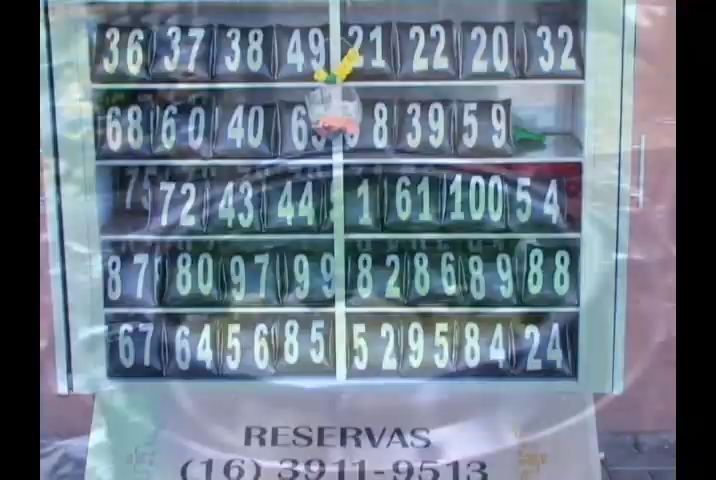 36 37 38 49 21 22 20 32
68 60 40 39 59
72 43 44 1 61 100 54
87 80 97 99 82 86 89 88
67 64 56 85 52 95 84 24
RESERVAS
(16) 3911-9513